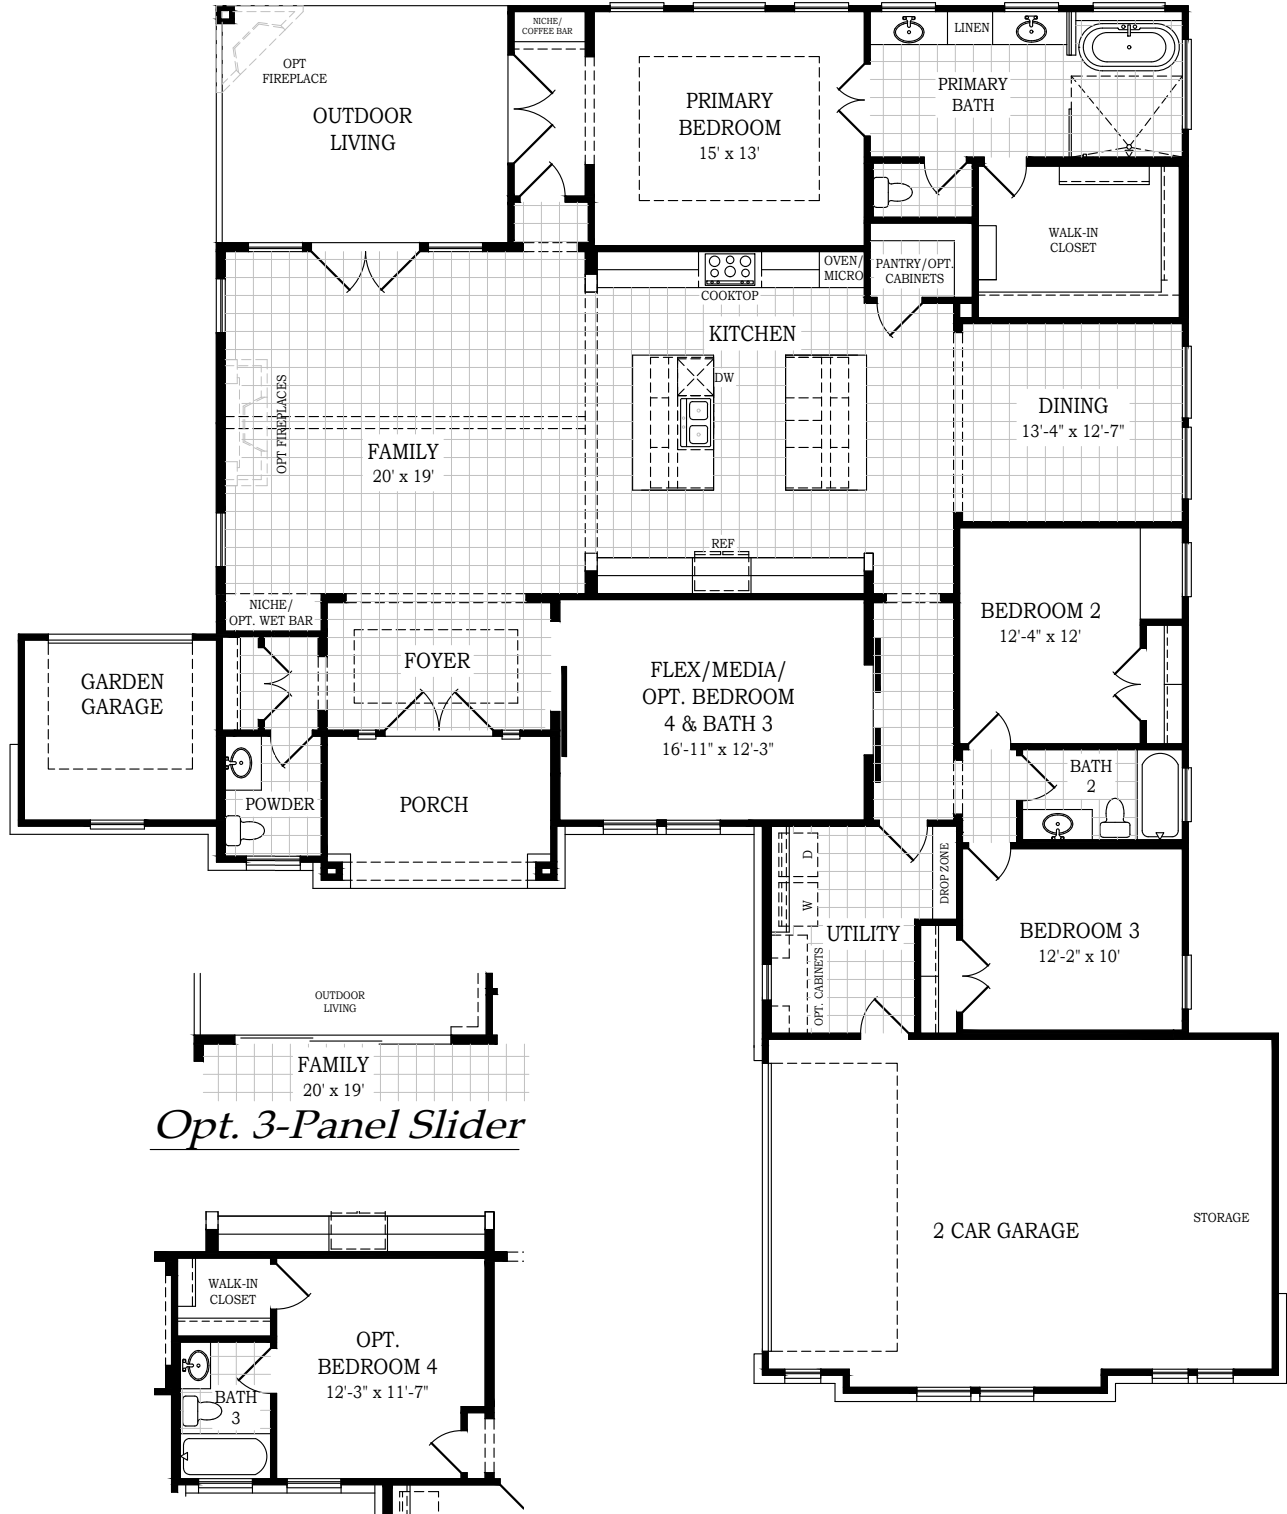 NICHE/
COFFEE BAR
OPT
FIREPLACE
OUTDOOR
LIVING
PRIMARY
BEDROOM
15' x 13'
LINEN
PRIMARY
BATH
WALK-IN
CLOSET
OVEN/
MICRO
PANTRY/OPT.
CABINETS
COOKTOP
KITCHEN
DW
OPT FIREPLACES
FAMILY
20' x 19'
DINING
13'-4" x 12'-7"
REF
NICHE/
OPT. WET BAR
FOYER
GARDEN
GARAGE
FLEX/MEDIA/
OPT. BEDROOM
4 & BATH 3
16'-11" x 12'-3"
BEDROOM 2
12'-4" x 12'
BATH
2
POWDER
PORCH
D
W
DROP ZONE
UTILITY
OPT. CABINETS
BEDROOM 3
12'-2" x 10'
OUTDOOR
LIVING
FAMILY
20' x 19'
Opt. 3-Panel Slider
2 CAR GARAGE
STORAGE
WALK-IN
CLOSET
OPT.
BEDROOM 4
12'-3" x 11'-7"
BATH
3